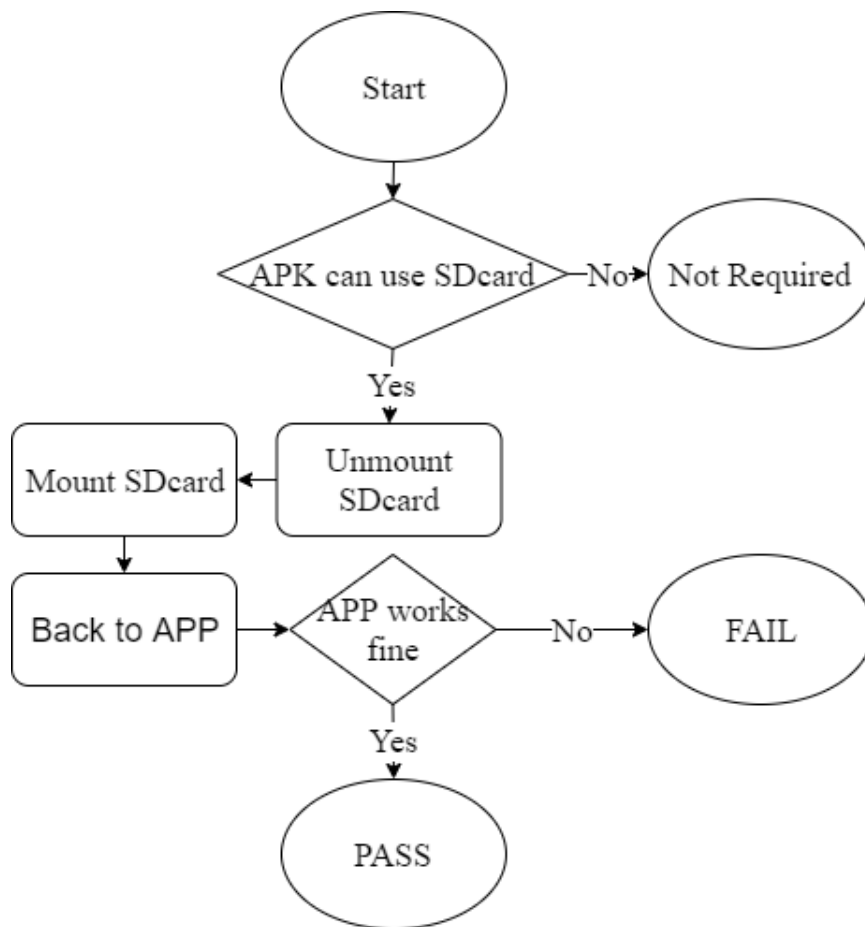 Start
APK can use SDcard
No
Not Required
Yes
Unmount
SDcard
Mount SDcard
Back to APP
APP works
fine
No
FAIL
Yes
PASS